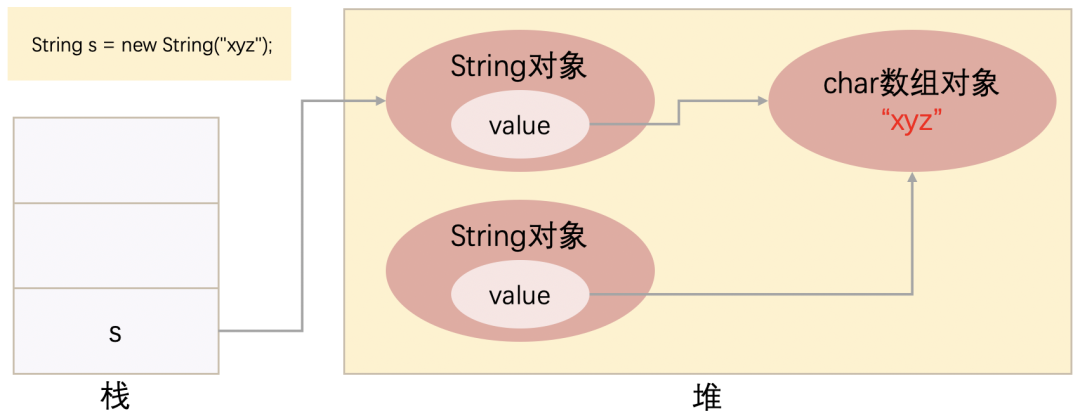 String s = new String("xyz");
String对象
value
char数组对象
“xyz”
String对象
value
s
栈
堆